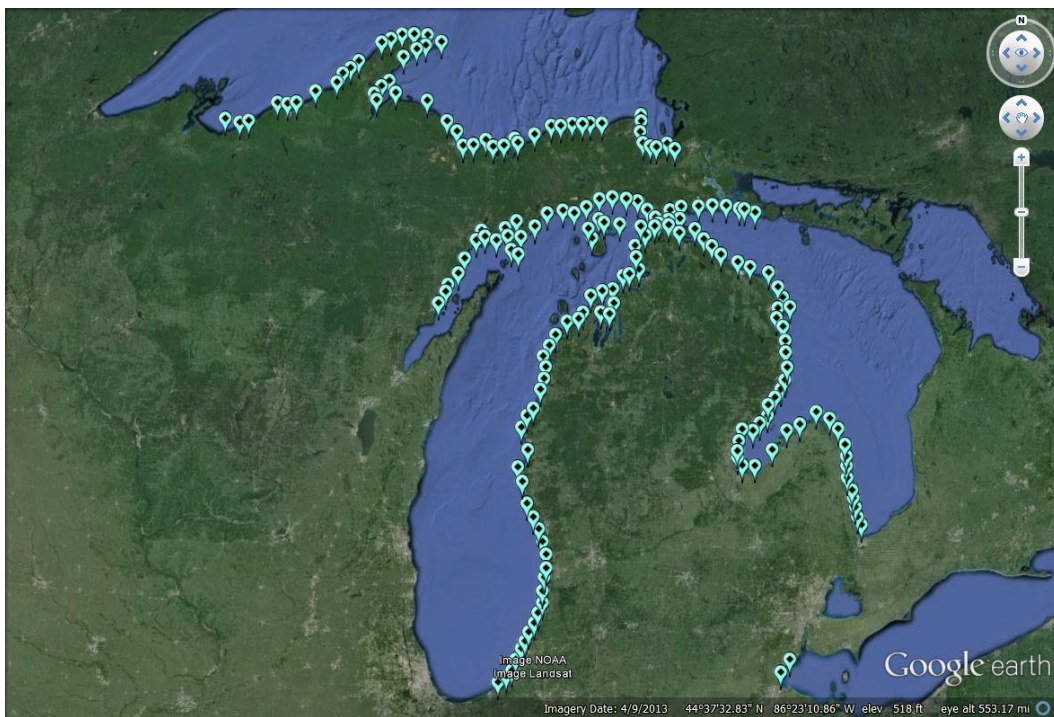 N
Image NOAA
Image Landsat
Google earth
Imagery Date: 4/9/2013 44°37'32.83" N 86°23'10.86" W elev 518 ft eye alt 553.17 mi